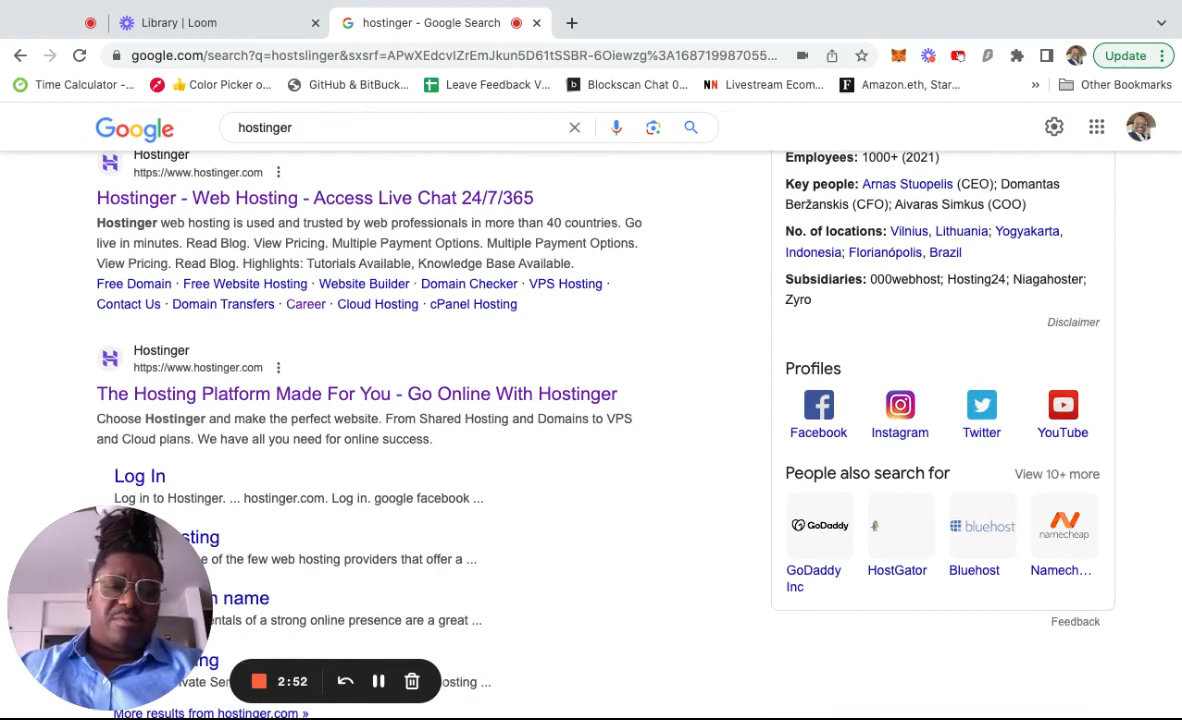 Library | Loom
hostinger - Google Search
google.com/search?q=hostslinger&sxsrf=APwXEdcvIZrEmJkun5D61tSSBR-6Oiewzg%3A168719987055...
Update
Time Calculator -...
👍 Color Picker o...
GitHub & BitBuck...
Leave Feedback V...
Blockscan Chat 0...
NN Livestream Ecom...
Amazon.eth, Star...
»
Other Bookmarks
Google
hostinger
Hostinger
https://www.hostinger.com
Hostinger - Web Hosting - Access Live Chat 24/7/365
Hostinger web hosting is used and trusted by web professionals in more than 40 countries. Go
live in minutes. Read Blog. View Pricing. Multiple Payment Options. Multiple Payment Options.
View Pricing. Read Blog. Highlights: Tutorials Available, Knowledge Base Available.
Free Domain · Free Website Hosting · Website Builder · Domain Checker · VPS Hosting ·
Contact Us · Domain Transfers · Career · Cloud Hosting · cPanel Hosting
Hostinger
https://www.hostinger.com
The Hosting Platform Made For You - Go Online With Hostinger
Choose Hostinger and make the perfect website. From Shared Hosting and Domains to VPS
and Cloud plans. We have all you need for online success.
Log In
Log in to Hostinger. ... hostinger.com. Log in. google facebook ...
sting
e of the few web hosting providers that offer a ...
n name
entals of a strong online presence are a great ...
ng
vate Ser
osting ...
More results from hostinger.com »
2:52
Employees: 1000+ (2021)
Key people: Arnas Stuopelis (CEO); Domantas
Beržanskis (CFO); Aivaras Simkus (COO)
No. of locations: Vilnius, Lithuania; Yogyakarta,
Indonesia; Florianópolis, Brazil
Subsidiaries: 000webhost; Hosting24; Niagahoster;
Zyro
Disclaimer
Profiles
Facebook
Instagram
Twitter
YouTube
People also search for
View 10+ more
GoDaddy
bluehost
namecheap
GoDaddy
Inc
HostGator
Bluehost
Namech...
Feedback